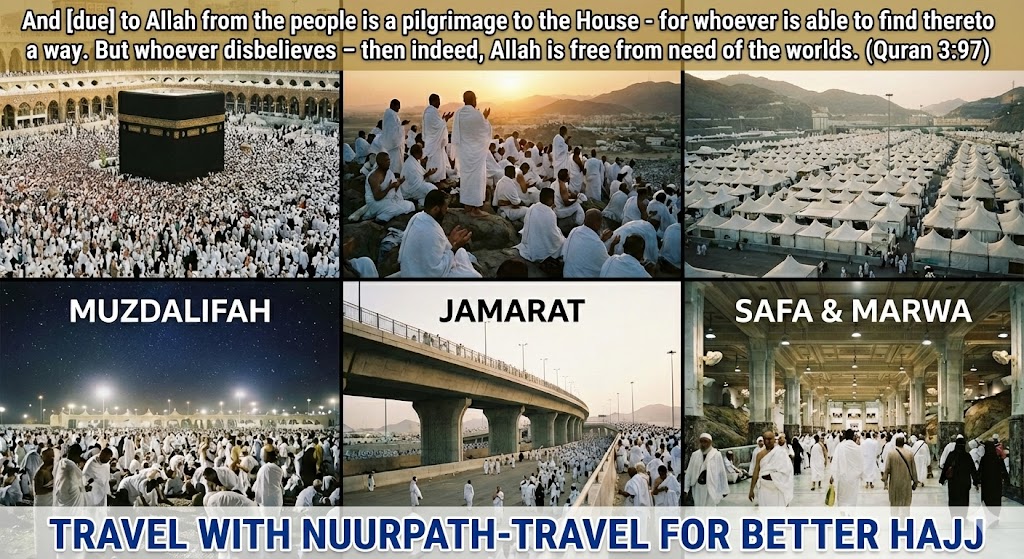 And [due] to Allah from the people is a pilgrimage to the House - for whoever is able to find thereto
a way. But whoever disbelieves – then indeed, Allah is free from need of the worlds. (Quran 3:97)
MUZDALIFAH
JAMARAT
SAFA & MARWA
TRAVEL WITH NUURPATH-TRAVEL FOR BETTER HAJJ